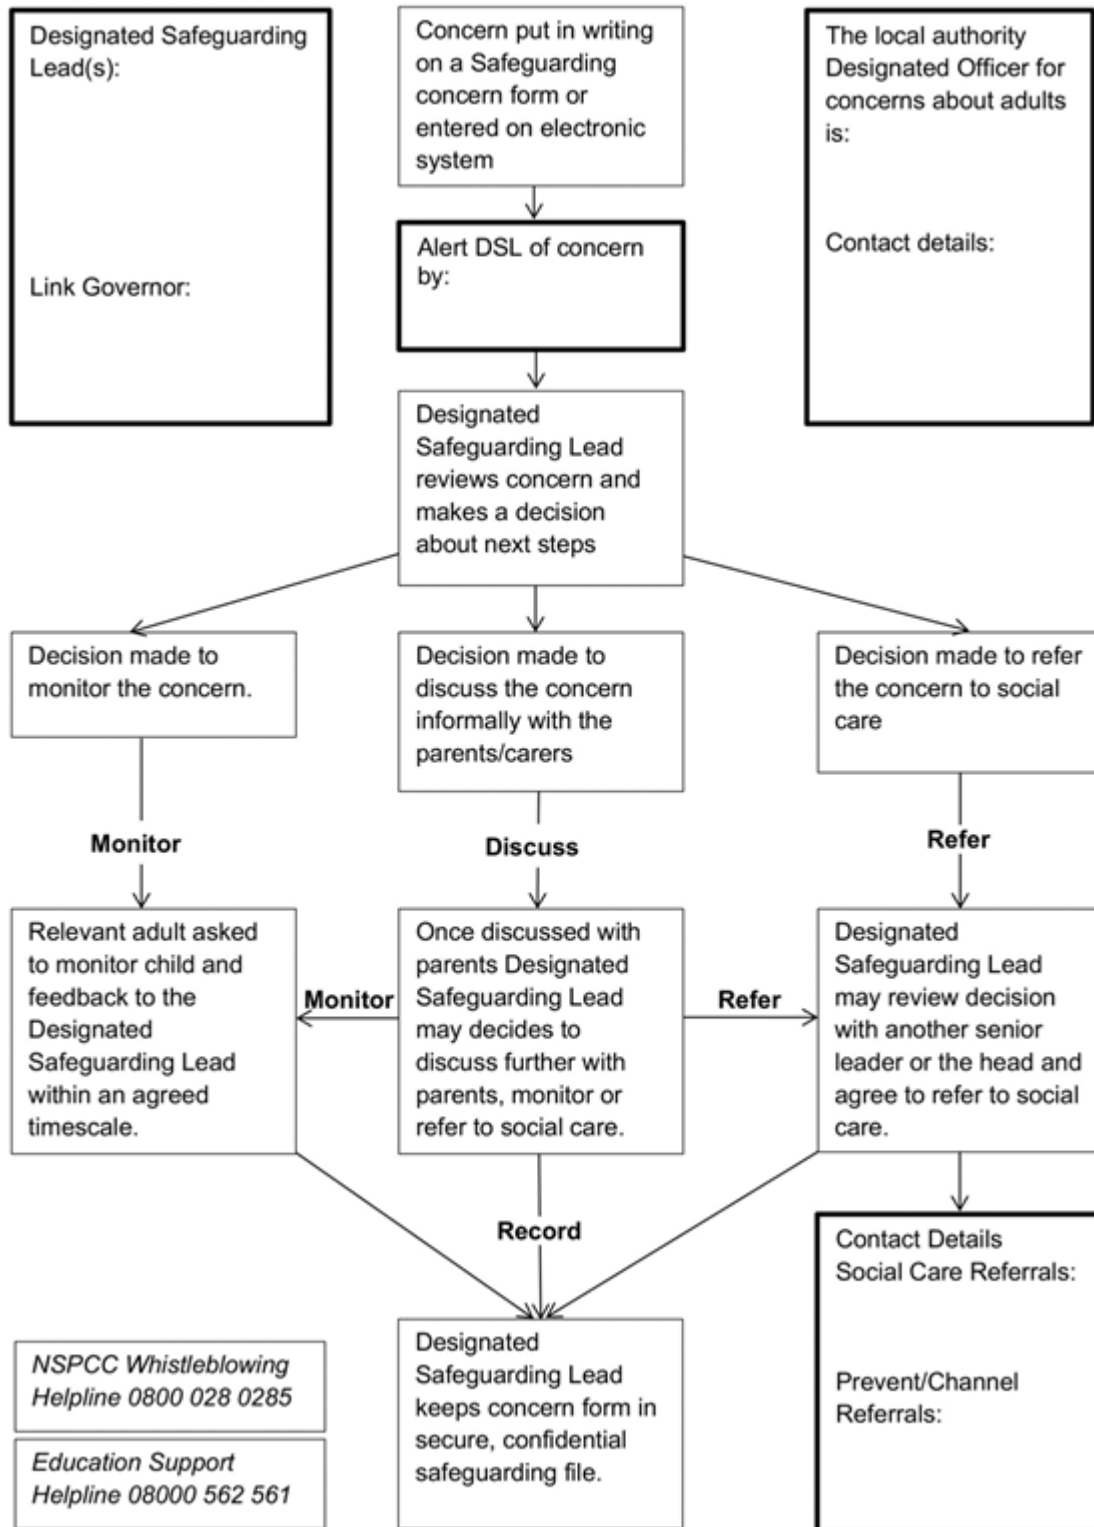 Designated Safeguarding
Lead(s):
Link Governor:
Concern put in writing
on a Safeguarding
concern form or
entered on electronic
system
The local authority
Designated Officer for
concerns about adults
is:
Contact details:
Alert DSL of concern
by:
Designated
Safeguarding Lead
reviews concern and
makes a decision
about next steps
Decision made to
monitor the concern.
Decision made to
discuss the concern
informally with the
parents/carers
Decision made to refer
the concern to social
care
Monitor
Discuss
Refer
Relevant adult asked
to monitor child and
feedback to the
Designated
Safeguarding Lead
within an agreed
timescale.
Monitor
Once discussed with
parents Designated
Safeguarding Lead
may decides to
discuss further with
parents, monitor or
refer to social care.
Refer
Designated
Safeguarding Lead
may review decision
with another senior
leader or the head and
agree to refer to social
care.
Record
Contact Details
Social Care Referrals:
Prevent/Channel
Referrals:
Designated
Safeguarding Lead
keeps concern form in
secure, confidential
safeguarding file.
NSPCC Whistleblowing
Helpline 0800 028 0285
Education Support
Helpline 08000 562 561